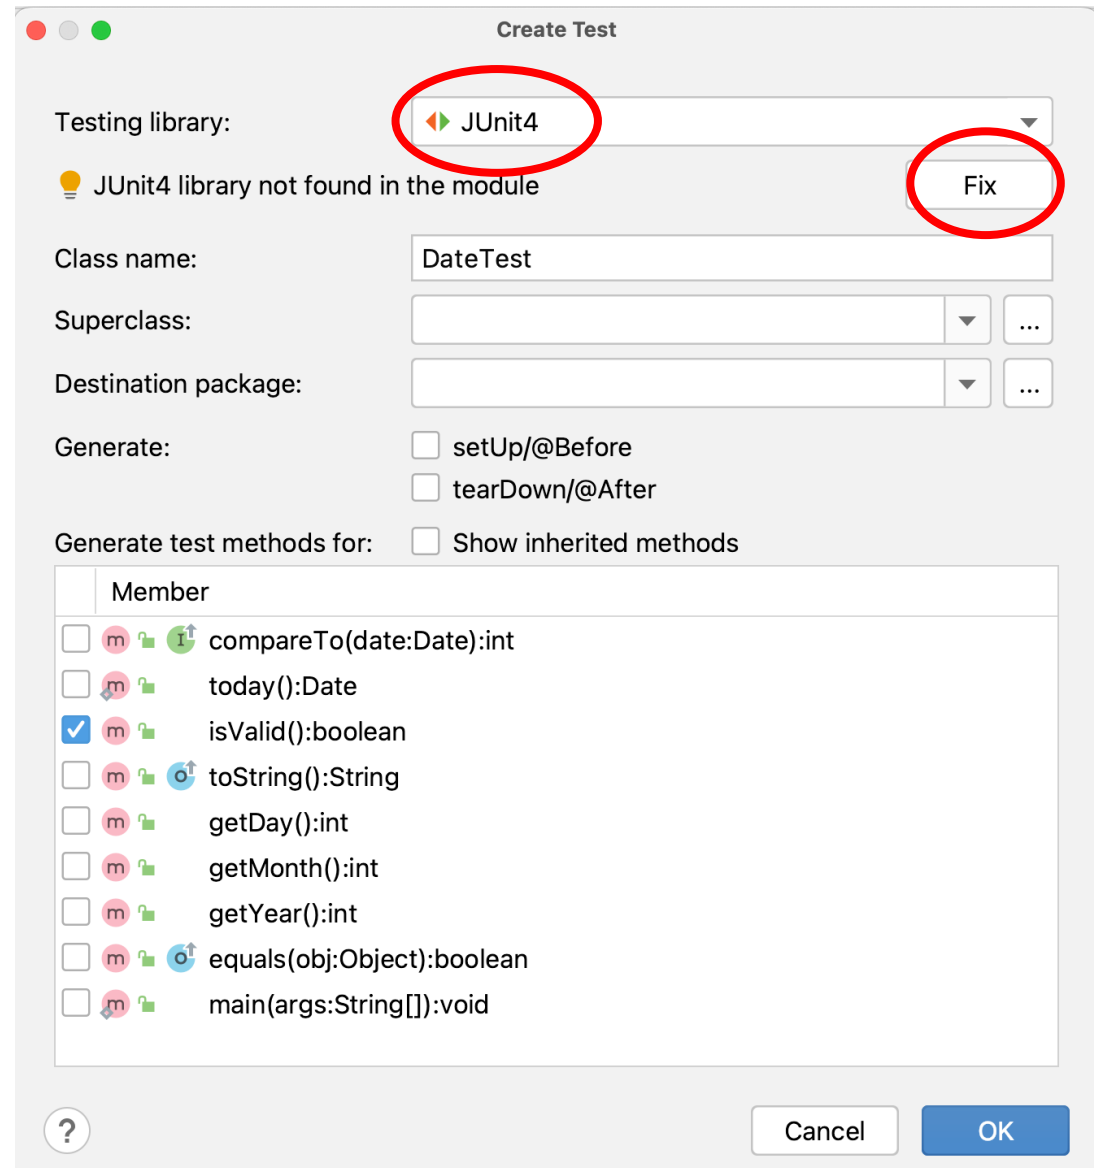 Create Test
Testing library: JUnit4
JUnit4 library not found in the module Fix
Class name: DateTest
Superclass: ...
Destination package: ...
Generate: setUp/@Before
tearDown/@After
Generate test methods for: Show inherited methods
Member
m I compareTo(date:Date):int
m today():Date
m isValid():boolean
m o toString():String
m getDay():int
m getMonth():int
m getYear():int
m o equals(obj:Object):boolean
m main(args:String[]):void
? Cancel OK